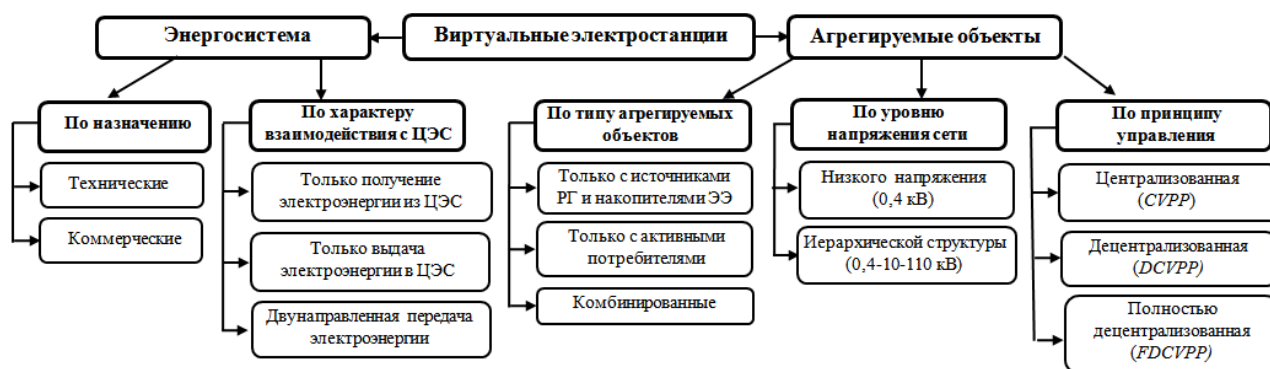 Энергосистема
Виртуальные электростанции
Агрегируемые объекты
По назначению
Технические
Коммерческие
По характеру
взаимодействия с ЦЭС
Только получение
электроэнергии из ЦЭС
Только выдача
электроэнергии в ЦЭС
Двунаправленная передача
электроэнергии
По типу агрегируемых
объектов
Только с источниками
РГ и накопителями ЭЭ
Только с активными
потребителями
Комбинированные
По уровню
напряжения сети
Низкого напряжения
(0,4 кВ)
Иерархической структуры
(0,4-10-110 кВ)
По принципу
управления
Централизованная
(CVPP)
Децентрализованная
(DCVPP)
Полностью
децентрализованная
(FDCVPP)